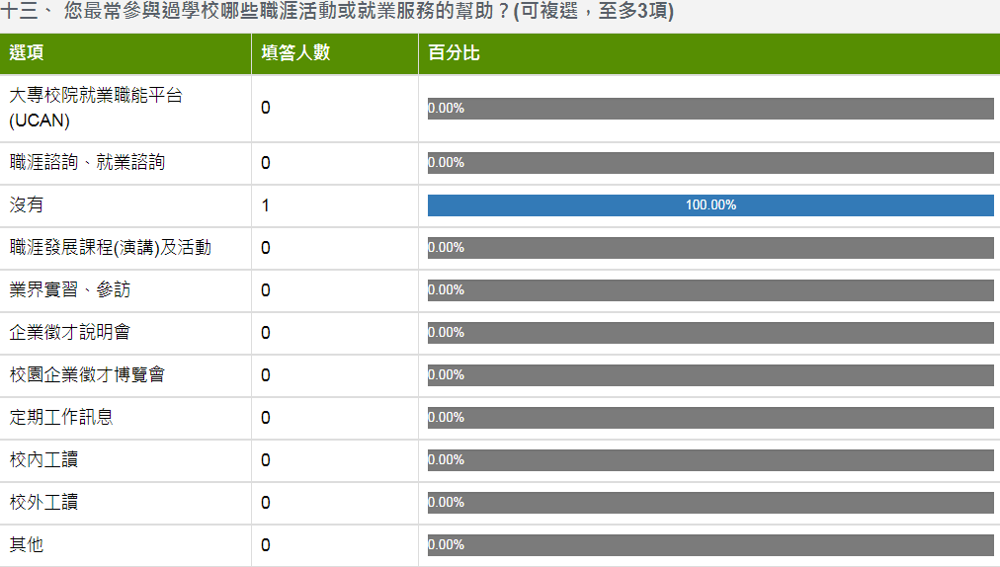 十三、 您最常參與過學校哪些職涯活動或就業服務的幫助？(可複選，至多3項)
選項 填答人數 百分比
大專校院就業職能平台
(UCAN) 0 0.00%
職涯諮詢、就業諮詢 0 0.00%
沒有 1 100.00%
職涯發展課程(演講)及活動 0 0.00%
業界實習、參訪 0 0.00%
企業徵才說明會 0 0.00%
校園企業徵才博覽會 0 0.00%
定期工作訊息 0 0.00%
校內工讀 0 0.00%
校外工讀 0 0.00%
其他 0 0.00%